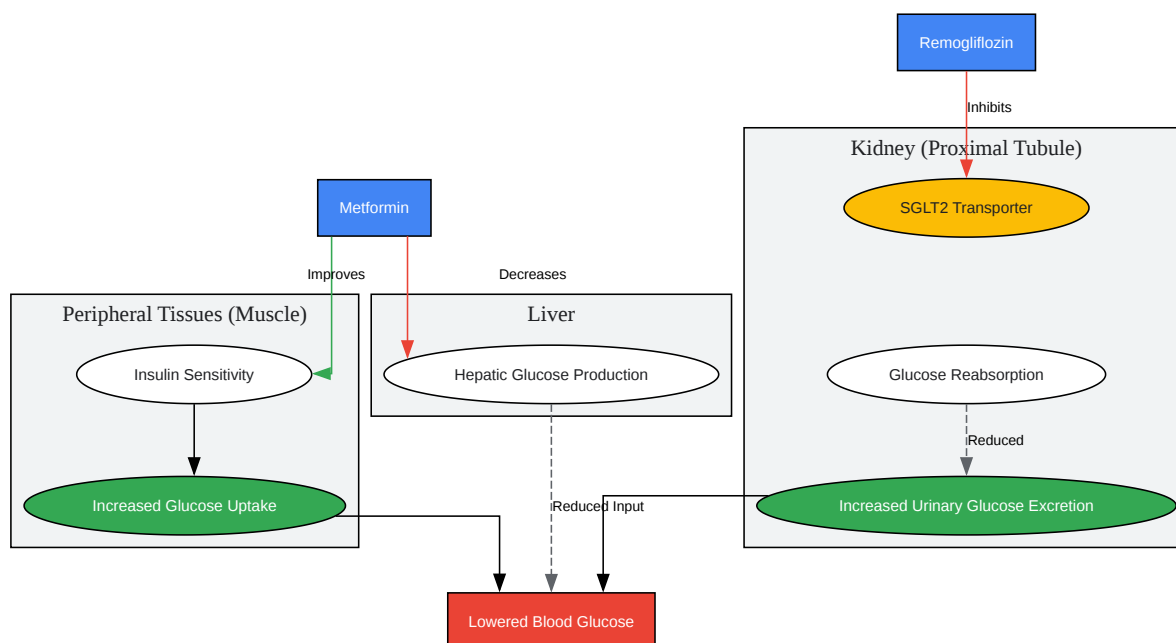 Remogliflozin
Inhibits
Kidney (Proximal Tubule)
SGLT2 Transporter
Metformin
Improves
Decreases
Peripheral Tissues (Muscle)
Liver
Insulin Sensitivity
Hepatic Glucose Production
Glucose Reabsorption
Reduced
Increased Glucose Uptake
Reduced Input
Increased Urinary Glucose Excretion
Lowered Blood Glucose